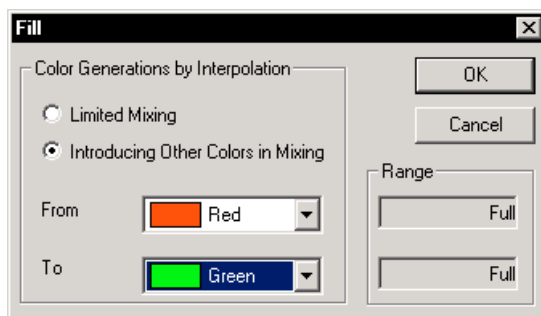 Fill
Color Generations by Interpolation
Limited Mixing
Introducing Other Colors in Mixing
From
Red
To
Green
OK
Cancel
Range
Full
Full